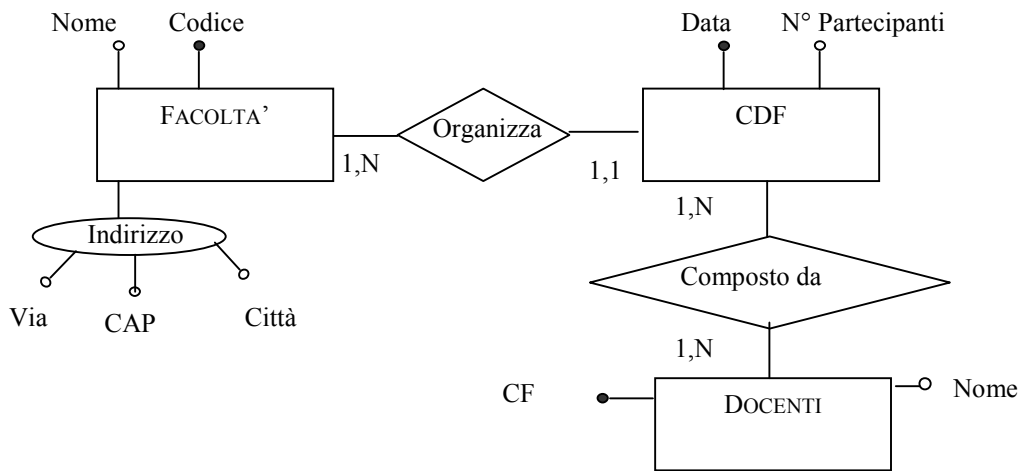 Nome
Codice
Data
N° Partecipanti
FACOLTA’
Organizza
CDF
1,N
1,1
1,N
Indirizzo
Composto da
Via
CAP
Città
1,N
CF
DOCENTI
Nome